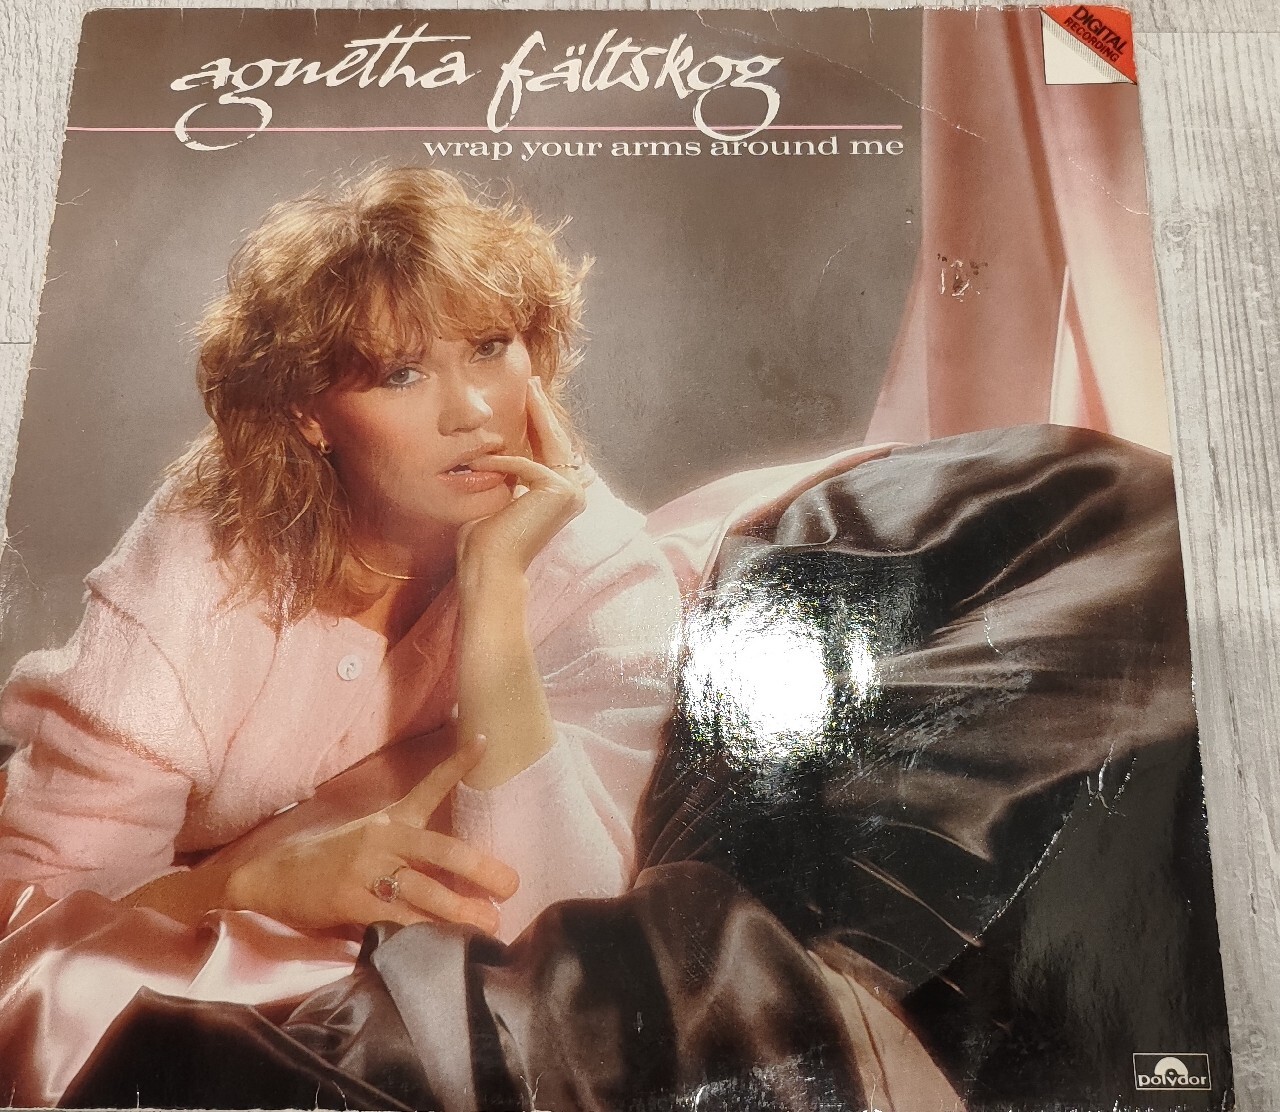 agnetha fältskog
wrap your arms around me
DIGITAL
RECORDING
polydor